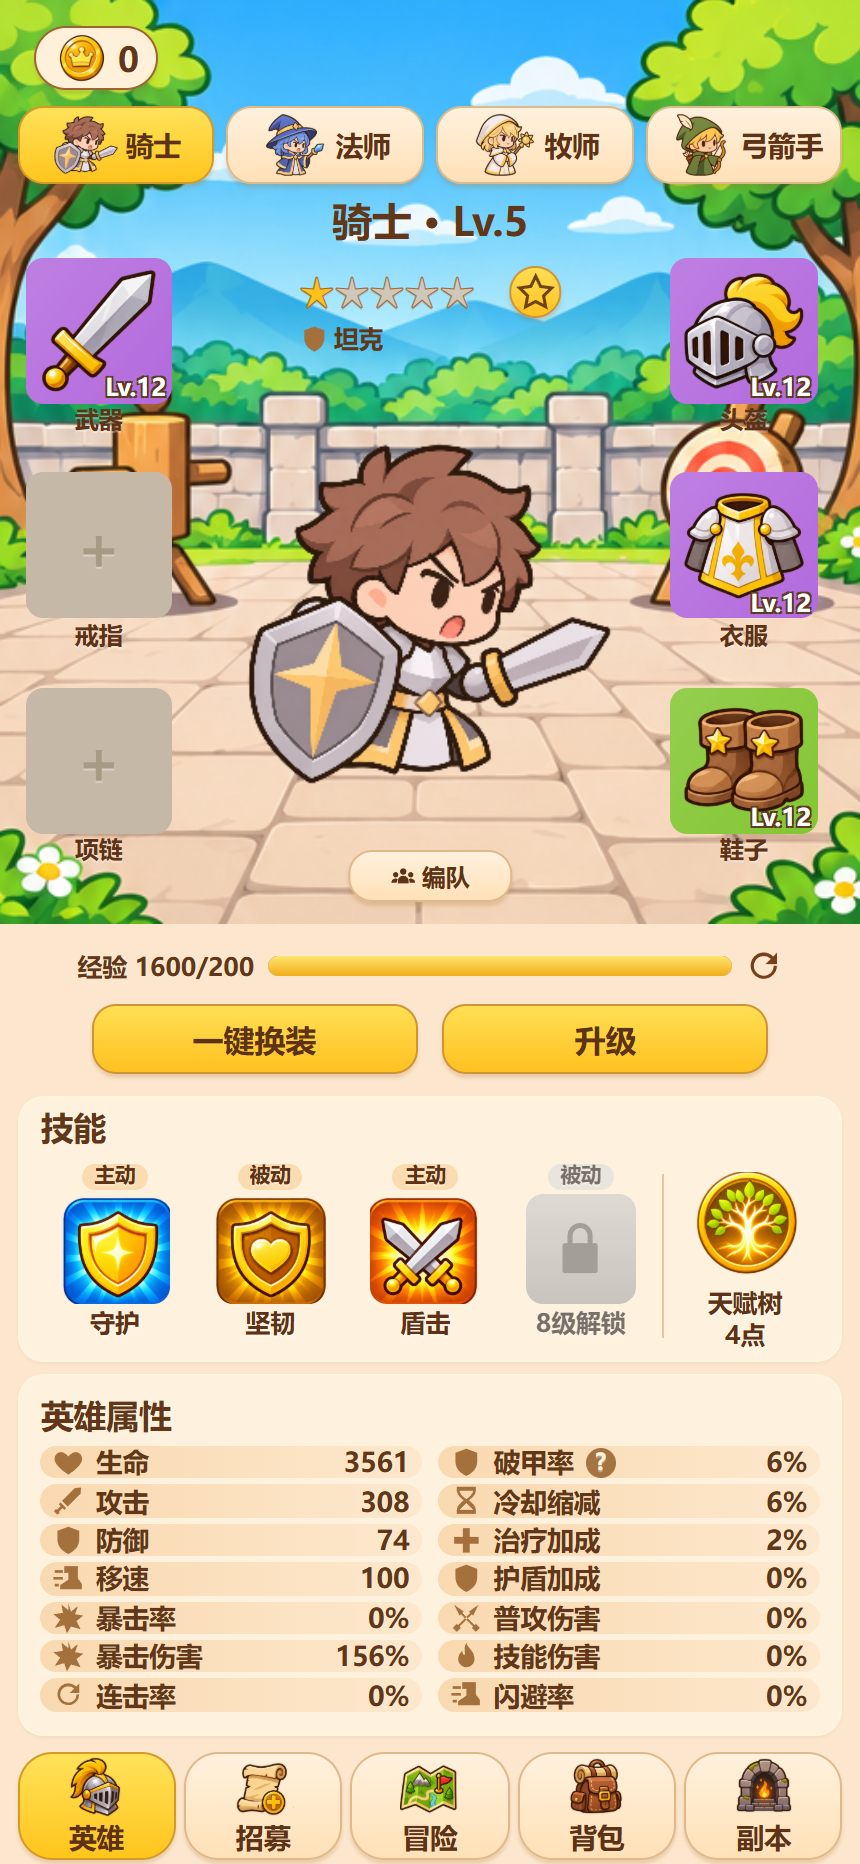 0
骑士
法师
牧师
弓箭手
骑士•Lv.5
坦克
Lv.12
武器
Lv.12
头盔
+
戒指
Lv.12
衣服
+
项链
Lv.12
鞋子
编队
经验 1600/200
一键换装
升级
技能
主动
被动
主动
被动
守护
坚韧
盾击
8级解锁
天赋树
4点
英雄属性
生命 3561
破甲率 ? 6%
攻击 308
冷却缩减 6%
防御 74
治疗加成 2%
移速 100
护盾加成 0%
暴击率 0%
普攻伤害 0%
暴击伤害 156%
技能伤害 0%
连击率 0%
闪避率 0%
英雄
招募
冒险
背包
副本